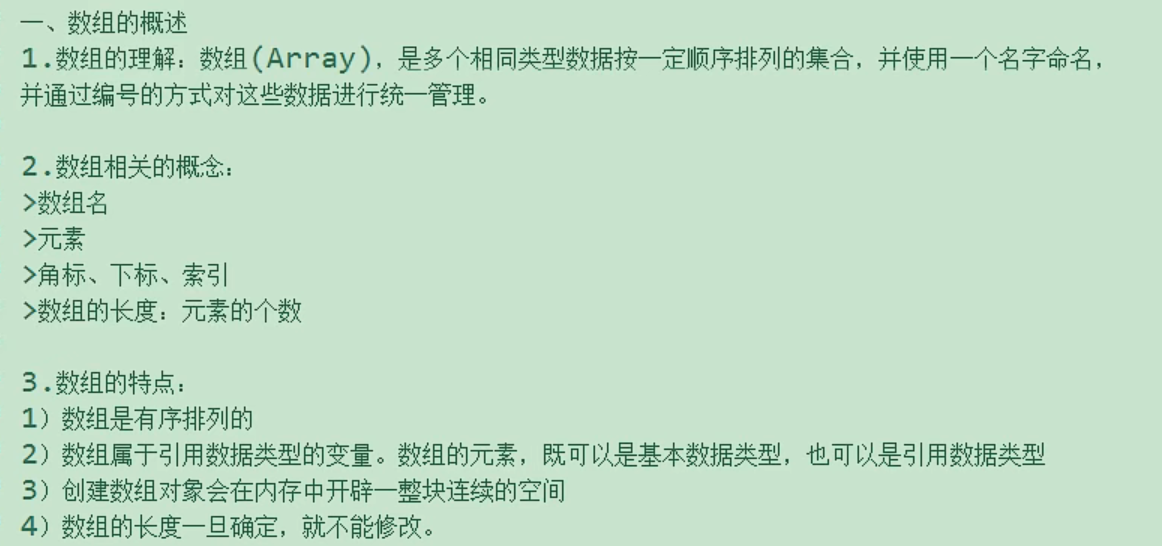 一、数组的概述
1.数组的理解：数组(Array)，是多个相同类型数据按一定顺序排列的集合，并使用一个名字命名，
并通过编号的方式对这些数据进行统一管理。
2.数组相关的概念：
>数组名
>元素
>角标、下标、索引
>数组的长度：元素的个数
3.数组的特点：
1）数组是有序排列的
2）数组属于引用数据类型的变量。数组的元素，既可以是基本数据类型，也可以是引用数据类型
3）创建数组对象会在内存中开辟一整块连续的空间
4）数组的长度一旦确定，就不能修改。